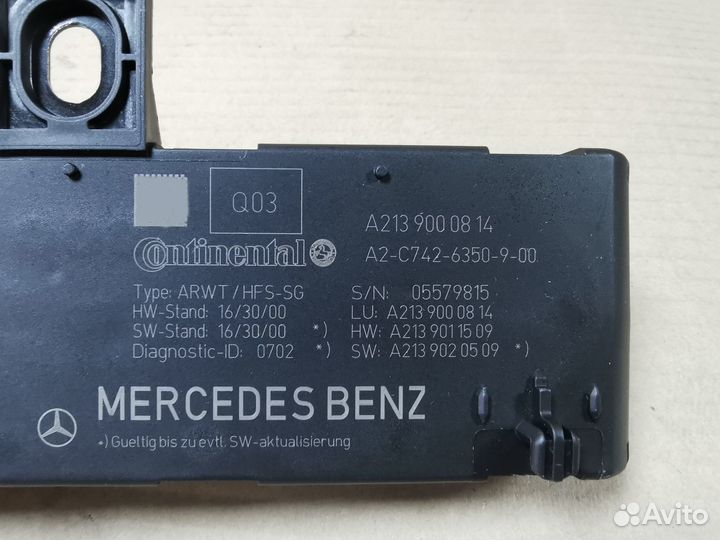 Q03
A213 900 08 14
Continental
A2-C742-6350-9-00
Type: ARWT/HFS-SG
S/N: 05579815
HW-Stand: 16/30/00
LU: A213 900 08 14
SW-Stand: 16/30/00 *)
HW: A213 901 15 09
Diagnostic-ID: 0702 *)
SW: A213 902 05 09 *)
MERCEDES BENZ
*) Gueltig bis zu evtl. SW-aktualisierung
Avito